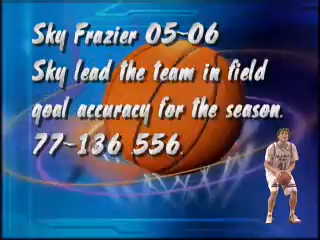 Sky Frazier 05-06
Sky lead the team in field
goal accuracy for the season.
77-136 556.